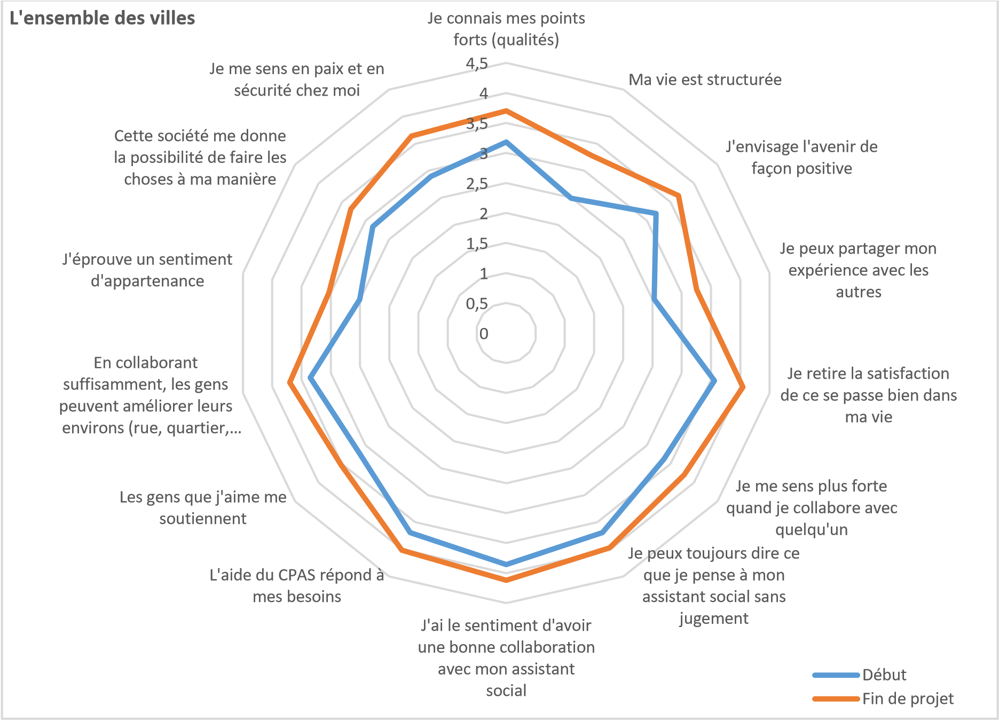 L'ensemble des villes
Je connais mes points
forts (qualités)
Ma vie est structurée
J'envisage l'avenir de
façon positive
Je peux partager mon
expérience avec les
autres
Je retire la satisfaction
de ce se passe bien dans
ma vie
Je me sens plus forte
quand je collabore avec
quelqu'un
Je peux toujours dire ce
que je pense à mon
assistant social sans
jugement
J'ai le sentiment d'avoir
une bonne collaboration
avec mon assistant
social
L'aide du CPAS répond à
mes besoins
Les gens que j'aime me
soutiennent
En collaborant
suffisamment, les gens
peuvent améliorer leurs
environs (rue, quartier,...
J'éprouve un sentiment
d'appartenance
Cette société me donne
la possibilité de faire les
choses à ma manière
Je me sens en paix et en
sécurité chez moi
4,5
4
3,5
3
2,5
2
1,5
1
0,5
0
Début
Fin de projet